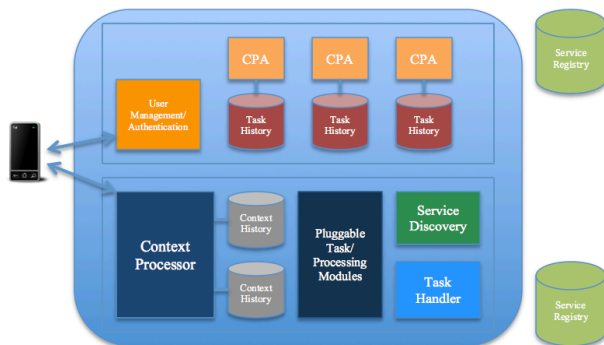 CPA
CPA
CPA
Service
Registry
User
Management/
Authentication
Task
History
Task
History
Task
History
Context
Processor
Context
History
Context
History
Pluggable
Task/
Processing
Modules
Service
Discovery
Task
Handler
Service
Registry